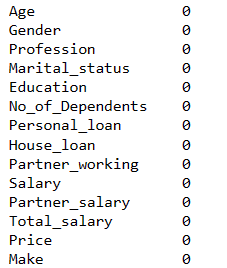 Age 0
Gender 0
Profession 0
Marital_status 0
Education 0
No_of_Dependents 0
Personal_loan 0
House_loan 0
Partner_working 0
Salary 0
Partner_salary 0
Total_salary 0
Price 0
Make 0